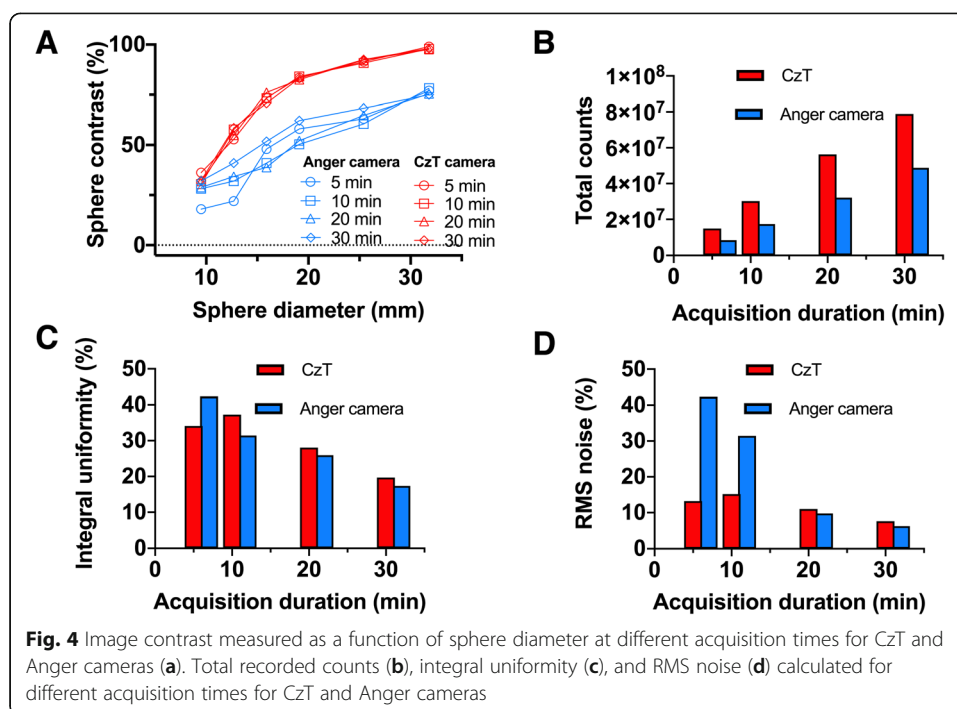 A
Sphere contrast (%)
100
50
0
10 20 30
Sphere diameter (mm)
Anger camera CzT camera
5 min 5 min
10 min 10 min
20 min 20 min
30 min 30 min
B
Total counts
1×10⁸
8×10⁷
6×10⁷
4×10⁷
2×10⁷
0
0 10 20 30
Acquisition duration (min)
CzT
Anger camera
C
Integral uniformity (%)
50
40
30
20
10
0
0 10 20 30
Acquisition duration (min)
CzT
Anger camera
D
RMS noise (%)
50
40
30
20
10
0
0 10 20 30
Acquisition duration (min)
CzT
Anger camera
Fig. 4 Image contrast measured as a function of sphere diameter at different acquisition times for CzT and
Anger cameras (a). Total recorded counts (b), integral uniformity (c), and RMS noise (d) calculated for
different acquisition times for CzT and Anger cameras